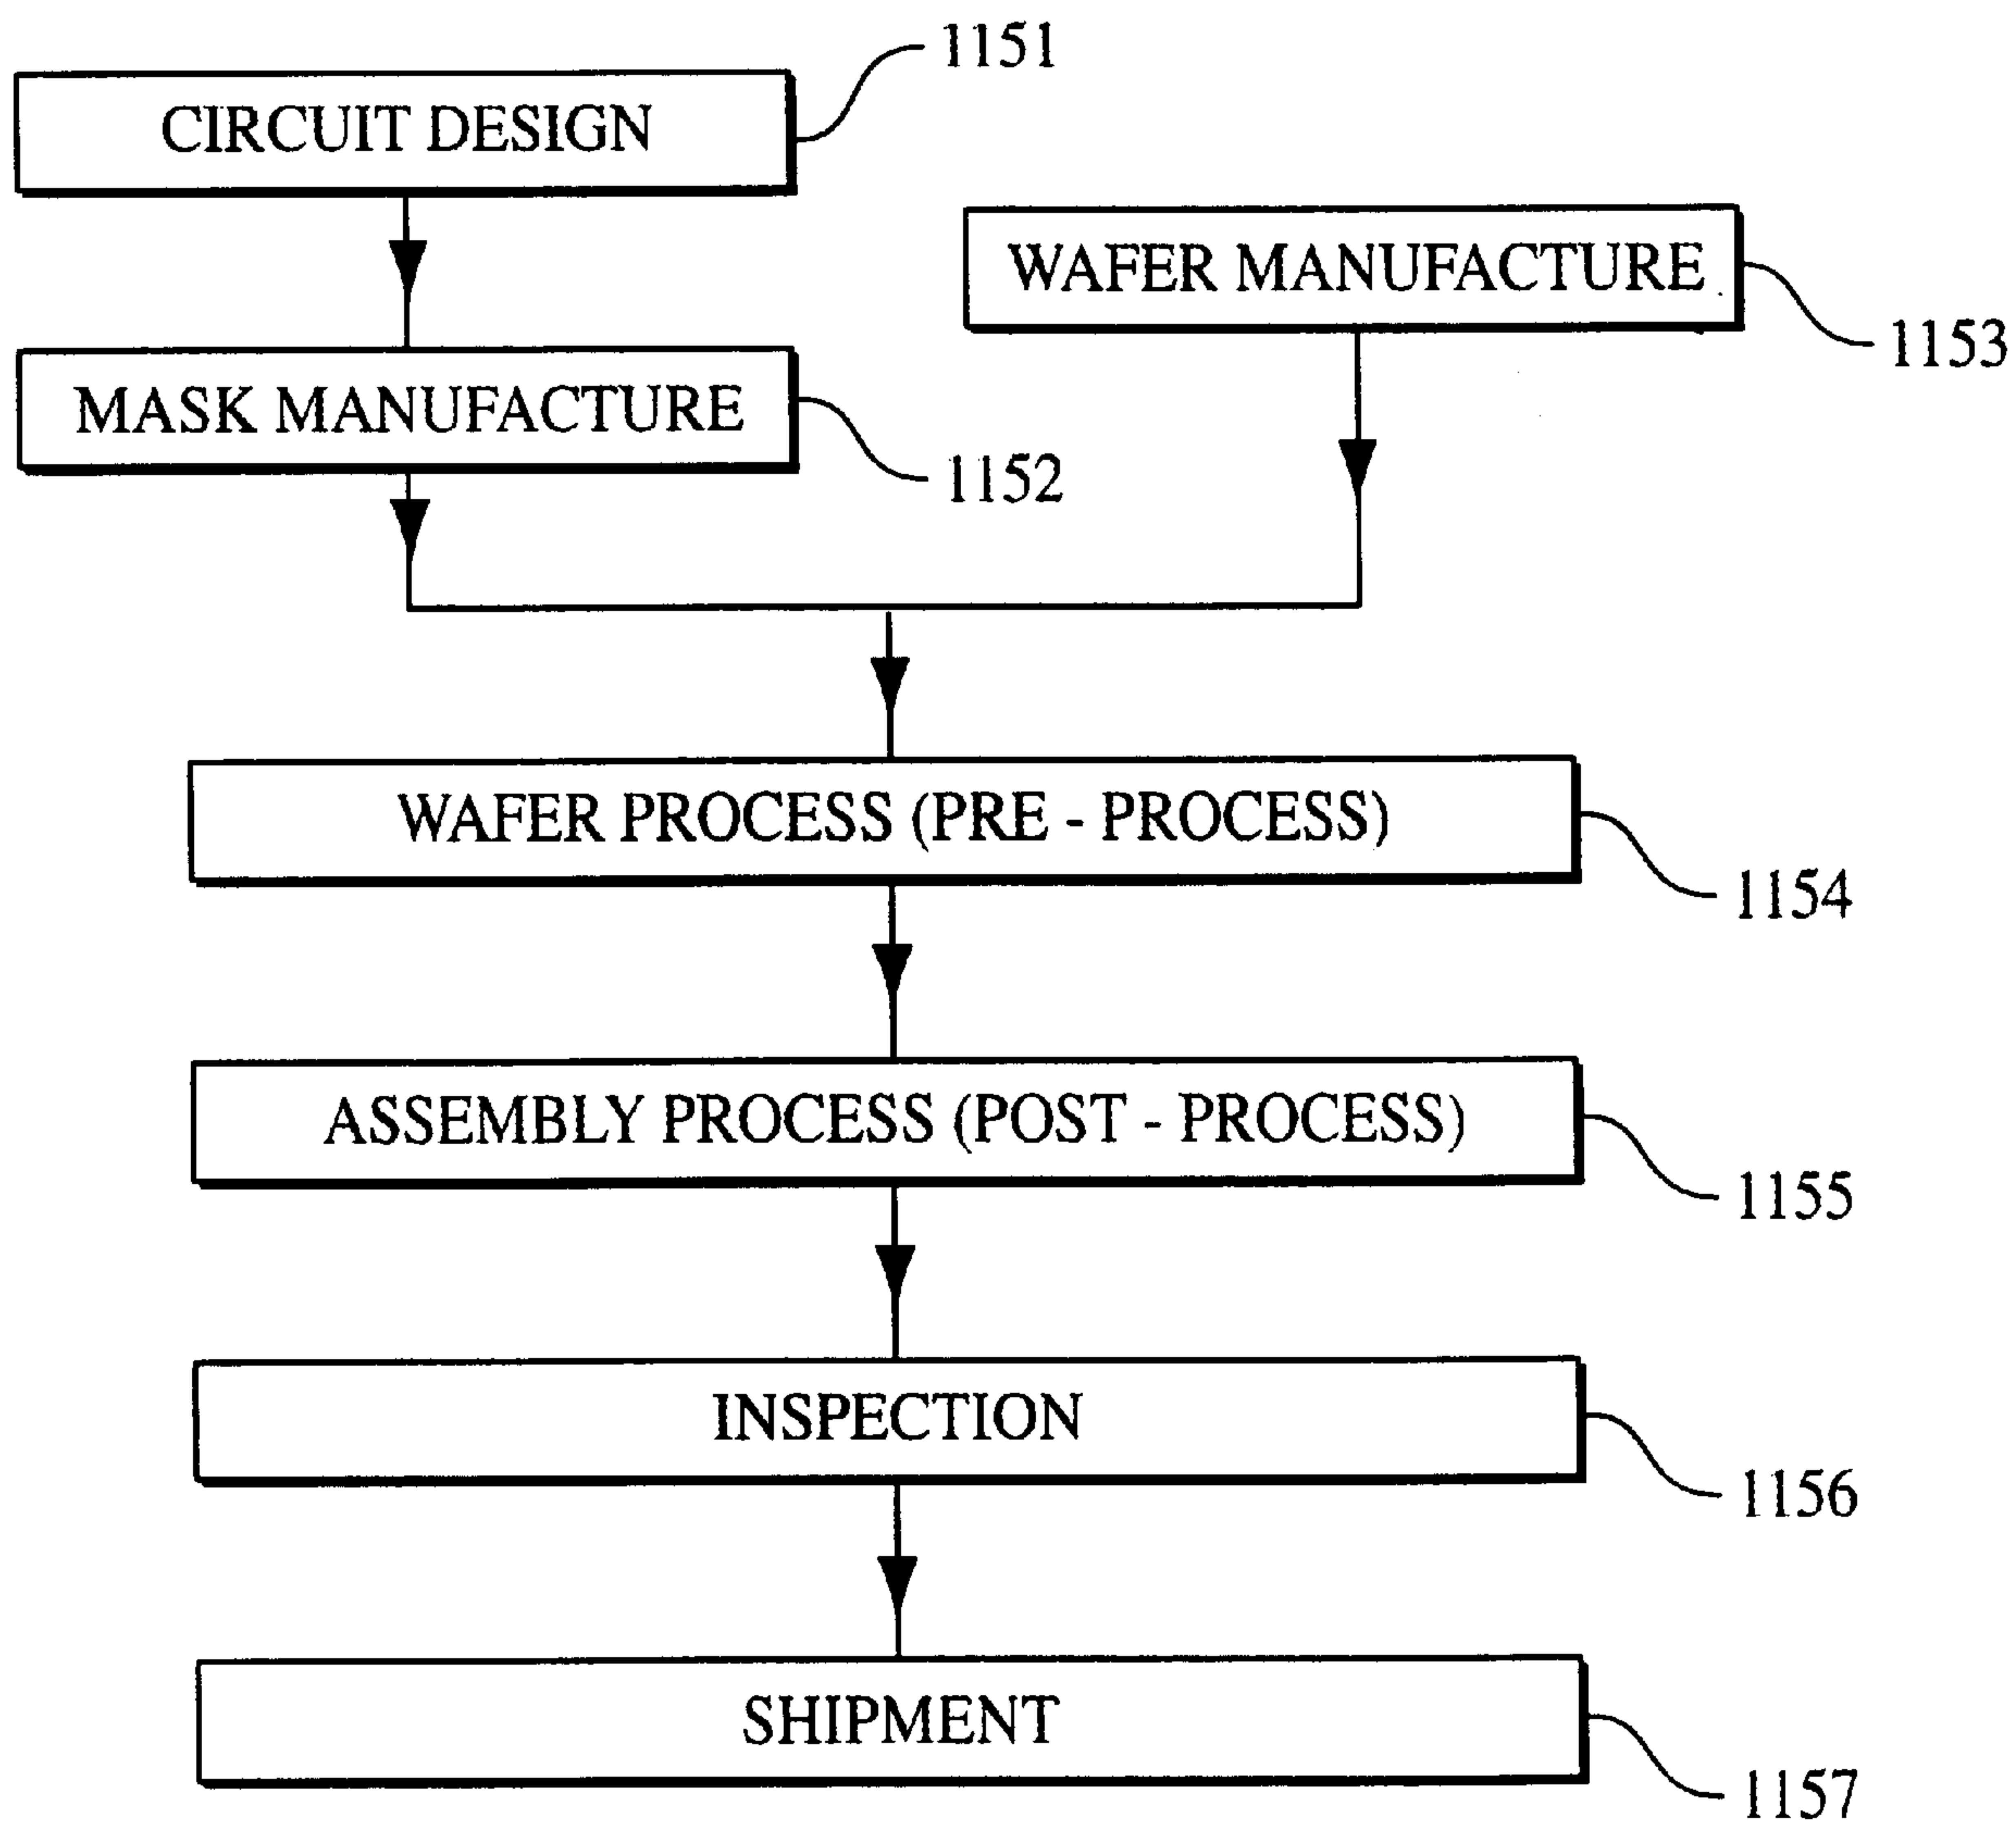 1151
CIRCUIT DESIGN
WAFER MANUFACTURE
1153
MASK MANUFACTURE
1152
WAFER PROCESS (PRE - PROCESS)
1154
ASSEMBLY PROCESS (POST - PROCESS)
1155
INSPECTION
1156
SHIPMENT
1157